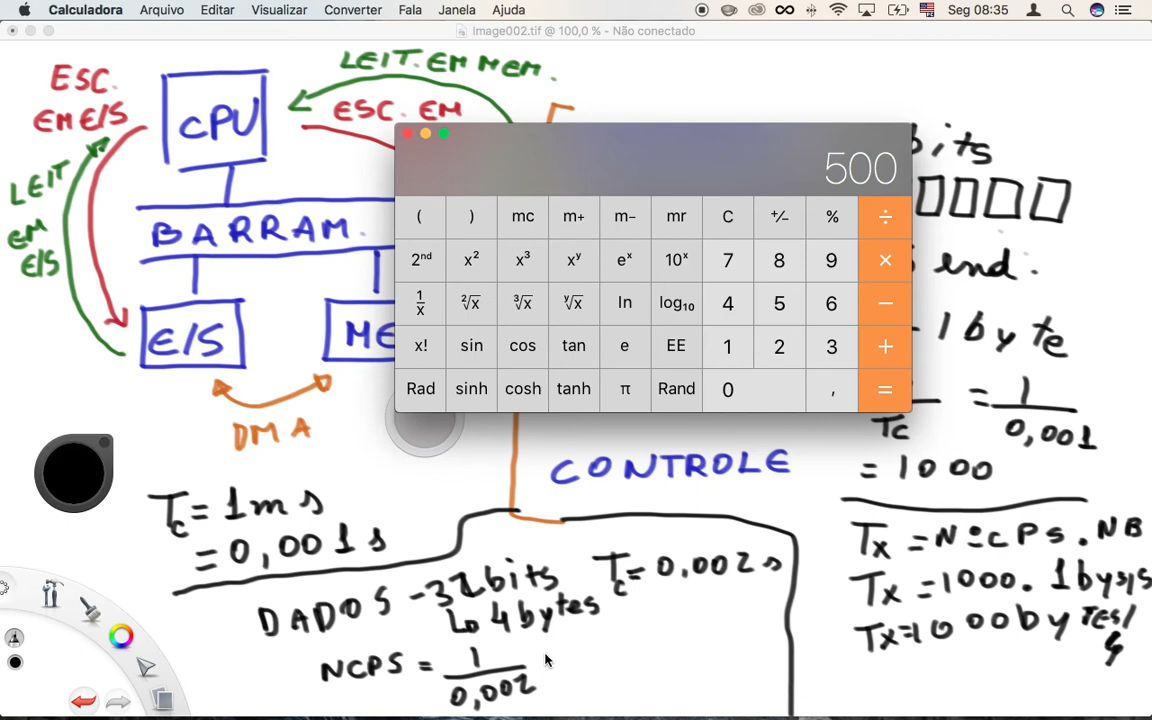 Calculadora Arquivo Editar Visualizar Converter Fala Janela Ajuda Seg 08:35
Image002.tif @ 100,0 % - Não conectado
ESC.
EM E/S
CPU
LEIT. EM MEM.
ESC. EM
LEIT
EM
E/S
BARRAM.
E/S
ME
DMA
500
( ) mc m+ m− mr C +/− % ÷
2nd x² x³ xʸ eˣ 10ˣ 7 8 9 ×
1/x ²√x ³√x ʸ√x ln log₁₀ 4 5 6 −
x! sin cos tan e EE 1 2 3 +
Rad sinh cosh tanh π Rand 0 , =
bits
end.
1 byte
Tc = 1
0,001
= 1000
CONTROLE
Tc = 1ms
= 0,001s
DADOS - 32 bits
↳ 4 bytes
Tc = 0,002 s
NCPS = 1
0,002
Tx = NºCPS . NB
Tx = 1000. 1 by
Tx = 1000 bytes/
s